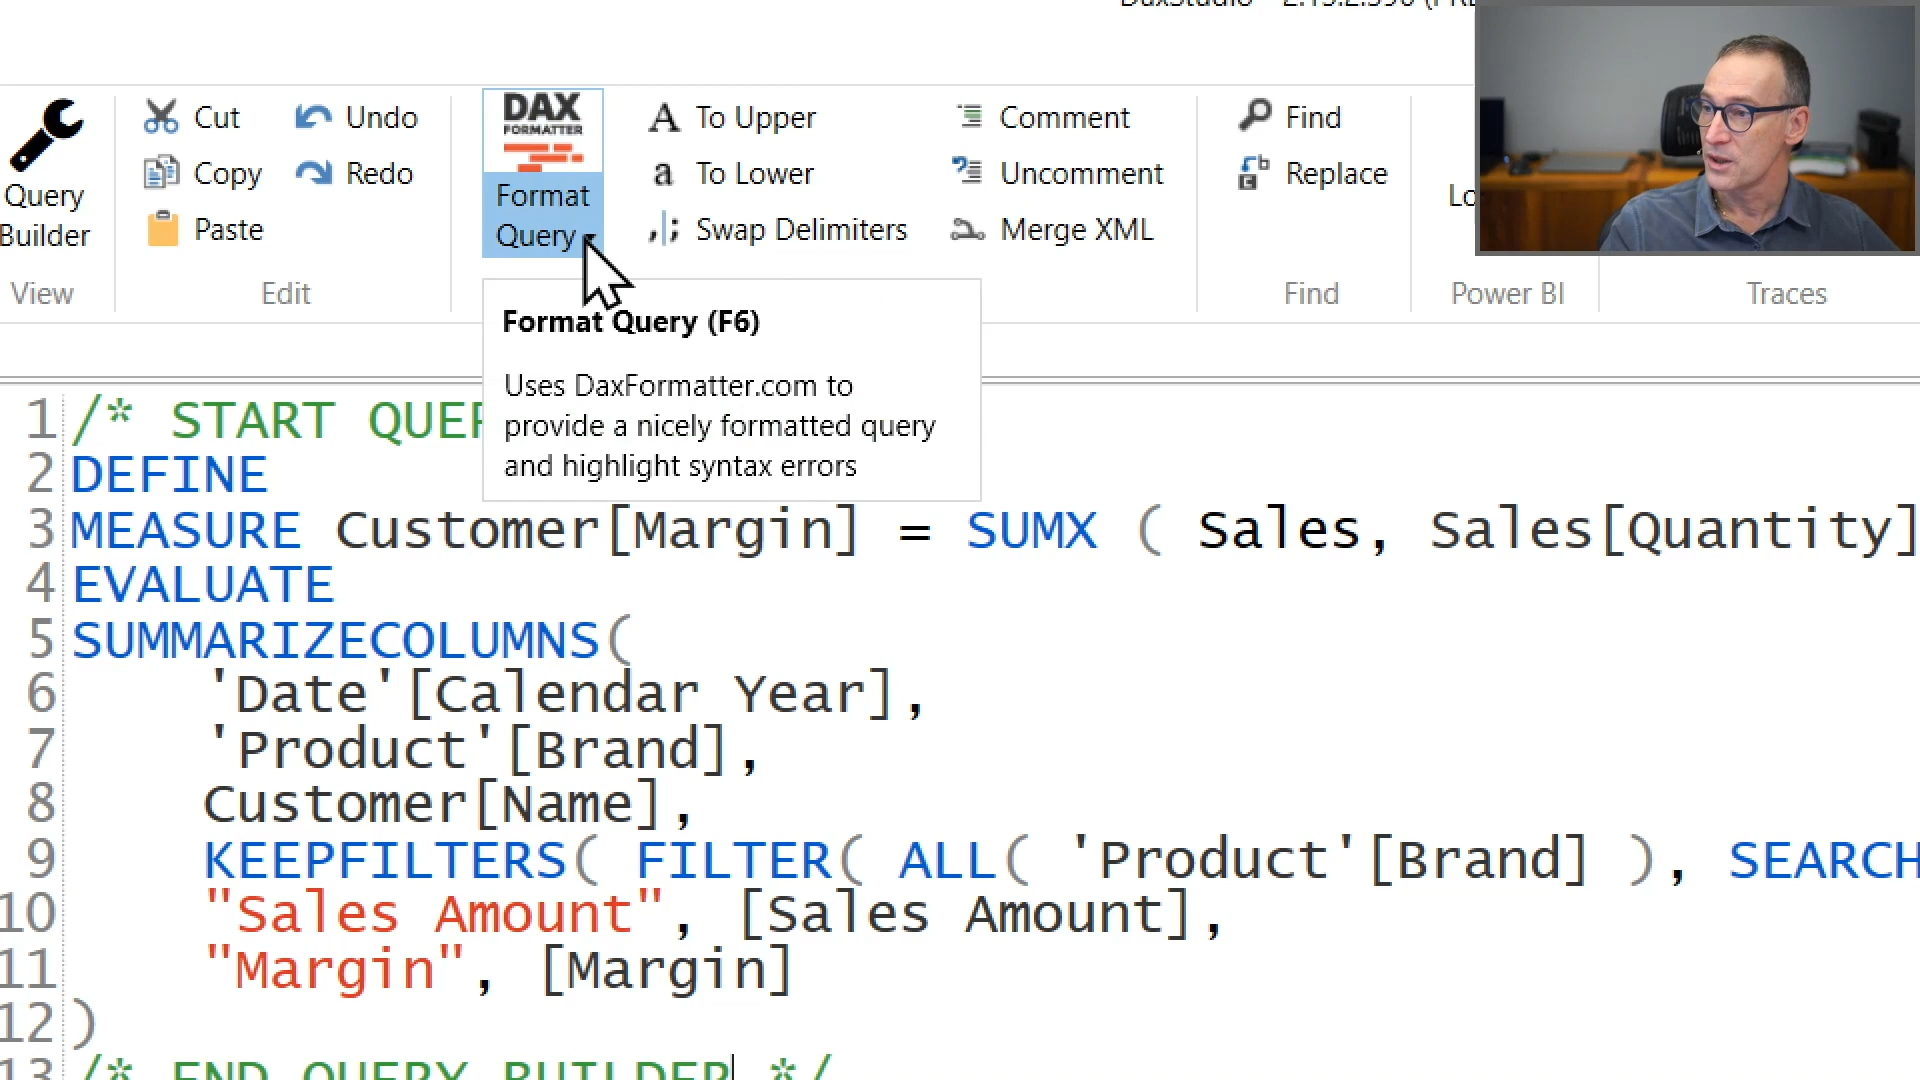 Query
Builder
View
Cut
Copy
Paste
Undo
Redo
Edit
DAX
FORMATTER
Format
Query
To Upper
To Lower
Swap Delimiters
Comment
Uncomment
Merge XML
Find
Replace
Find
Power BI
Traces
Format Query (F6)
Uses DaxFormatter.com to
provide a nicely formatted query
and highlight syntax errors
1 /* START
2 DEFINE
3 MEASURE Customer[Margin] = SUMX ( Sales, Sales[Quantity]
4 EVALUATE
5 SUMMARIZECOLUMNS(
6 'Date'[Calendar Year],
7 'Product'[Brand],
8 Customer[Name],
9 KEEPFILTERS( FILTER( ALL( 'Product'[Brand] ), SEARCH
10 "Sales Amount", [Sales Amount],
11 "Margin", [Margin]
12 )
13 /* END QUERY BUILDER */